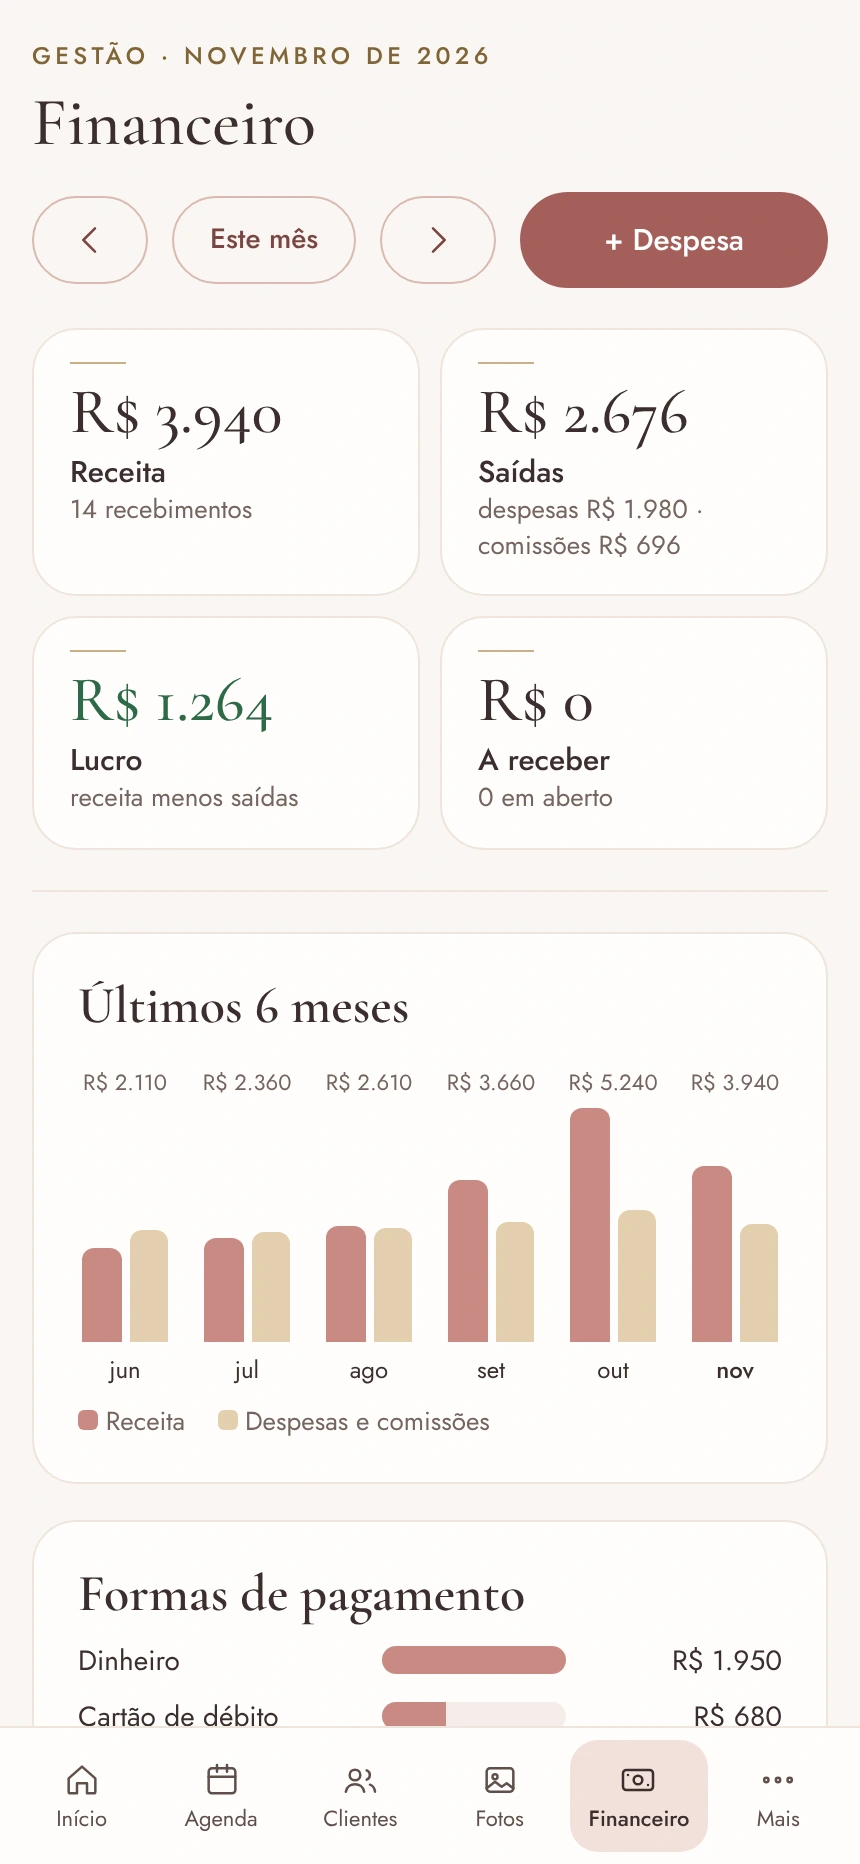 GESTÃO · NOVEMBRO DE 2026
Financeiro
Este mês
+ Despesa
R$ 3.940
Receita
14 recebimentos
R$ 2.676
Saídas
despesas R$ 1.980 ·
comissões R$ 696
R$ 1.264
Lucro
receita menos saídas
R$ 0
A receber
0 em aberto
Últimos 6 meses
R$ 2.110 R$ 2.360 R$ 2.610 R$ 3.660 R$ 5.240 R$ 3.940
jun jul ago set out nov
Receita Despesas e comissões
Formas de pagamento
Dinheiro R$ 1.950
Cartão de débito R$ 680
Início Agenda Clientes Fotos Financeiro Mais